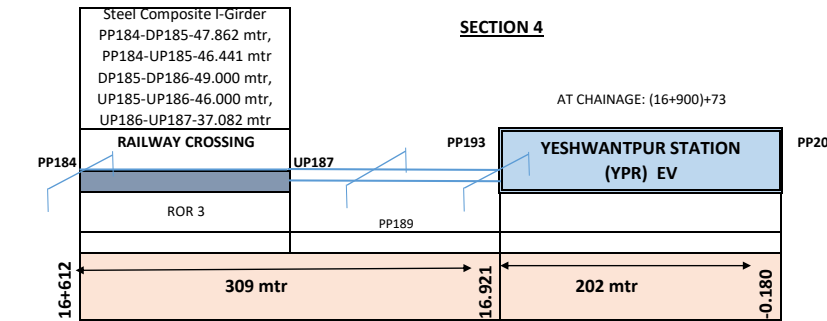 Steel Composite I-Girder
PP184-DP185-47.862 mtr,
PP184-UP185-46.441 mtr
DP185-DP186-49.000 mtr,
UP185-UP186-46.000 mtr,
UP186-UP187-37.082 mtr
SECTION 4
AT CHAINAGE: (16+900)+73
RAILWAY CROSSING
PP184
UP187
PP193
YESHWANTPUR STATION
(YPR) EV
PP20
ROR 3
PP189
16+612
309 mtr
16.921
202 mtr
-0.180